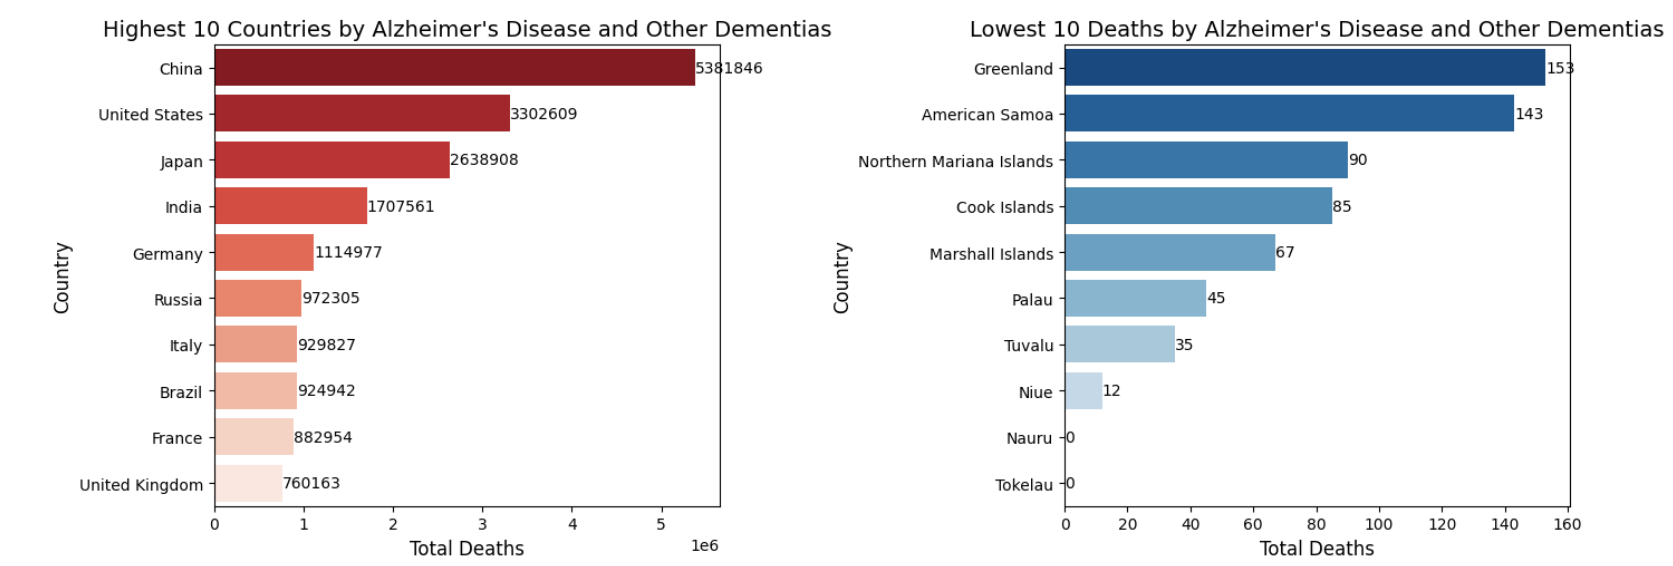 Highest 10 Countries by Alzheimer's Disease and Other Dementias
Country
China 5381846
United States 3302609
Japan 2638908
India 1707561
Germany 1114977
Russia 972305
Italy 929827
Brazil 924942
France 882954
United Kingdom 760163
0 1 2 3 4 5
1e6
Total Deaths
Lowest 10 Deaths by Alzheimer's Disease and Other Dementias
Country
Greenland 153
American Samoa 143
Northern Mariana Islands 90
Cook Islands 85
Marshall Islands 67
Palau 45
Tuvalu 35
Niue 12
Nauru 0
Tokelau 0
0 20 40 60 80 100 120 140 160
Total Deaths